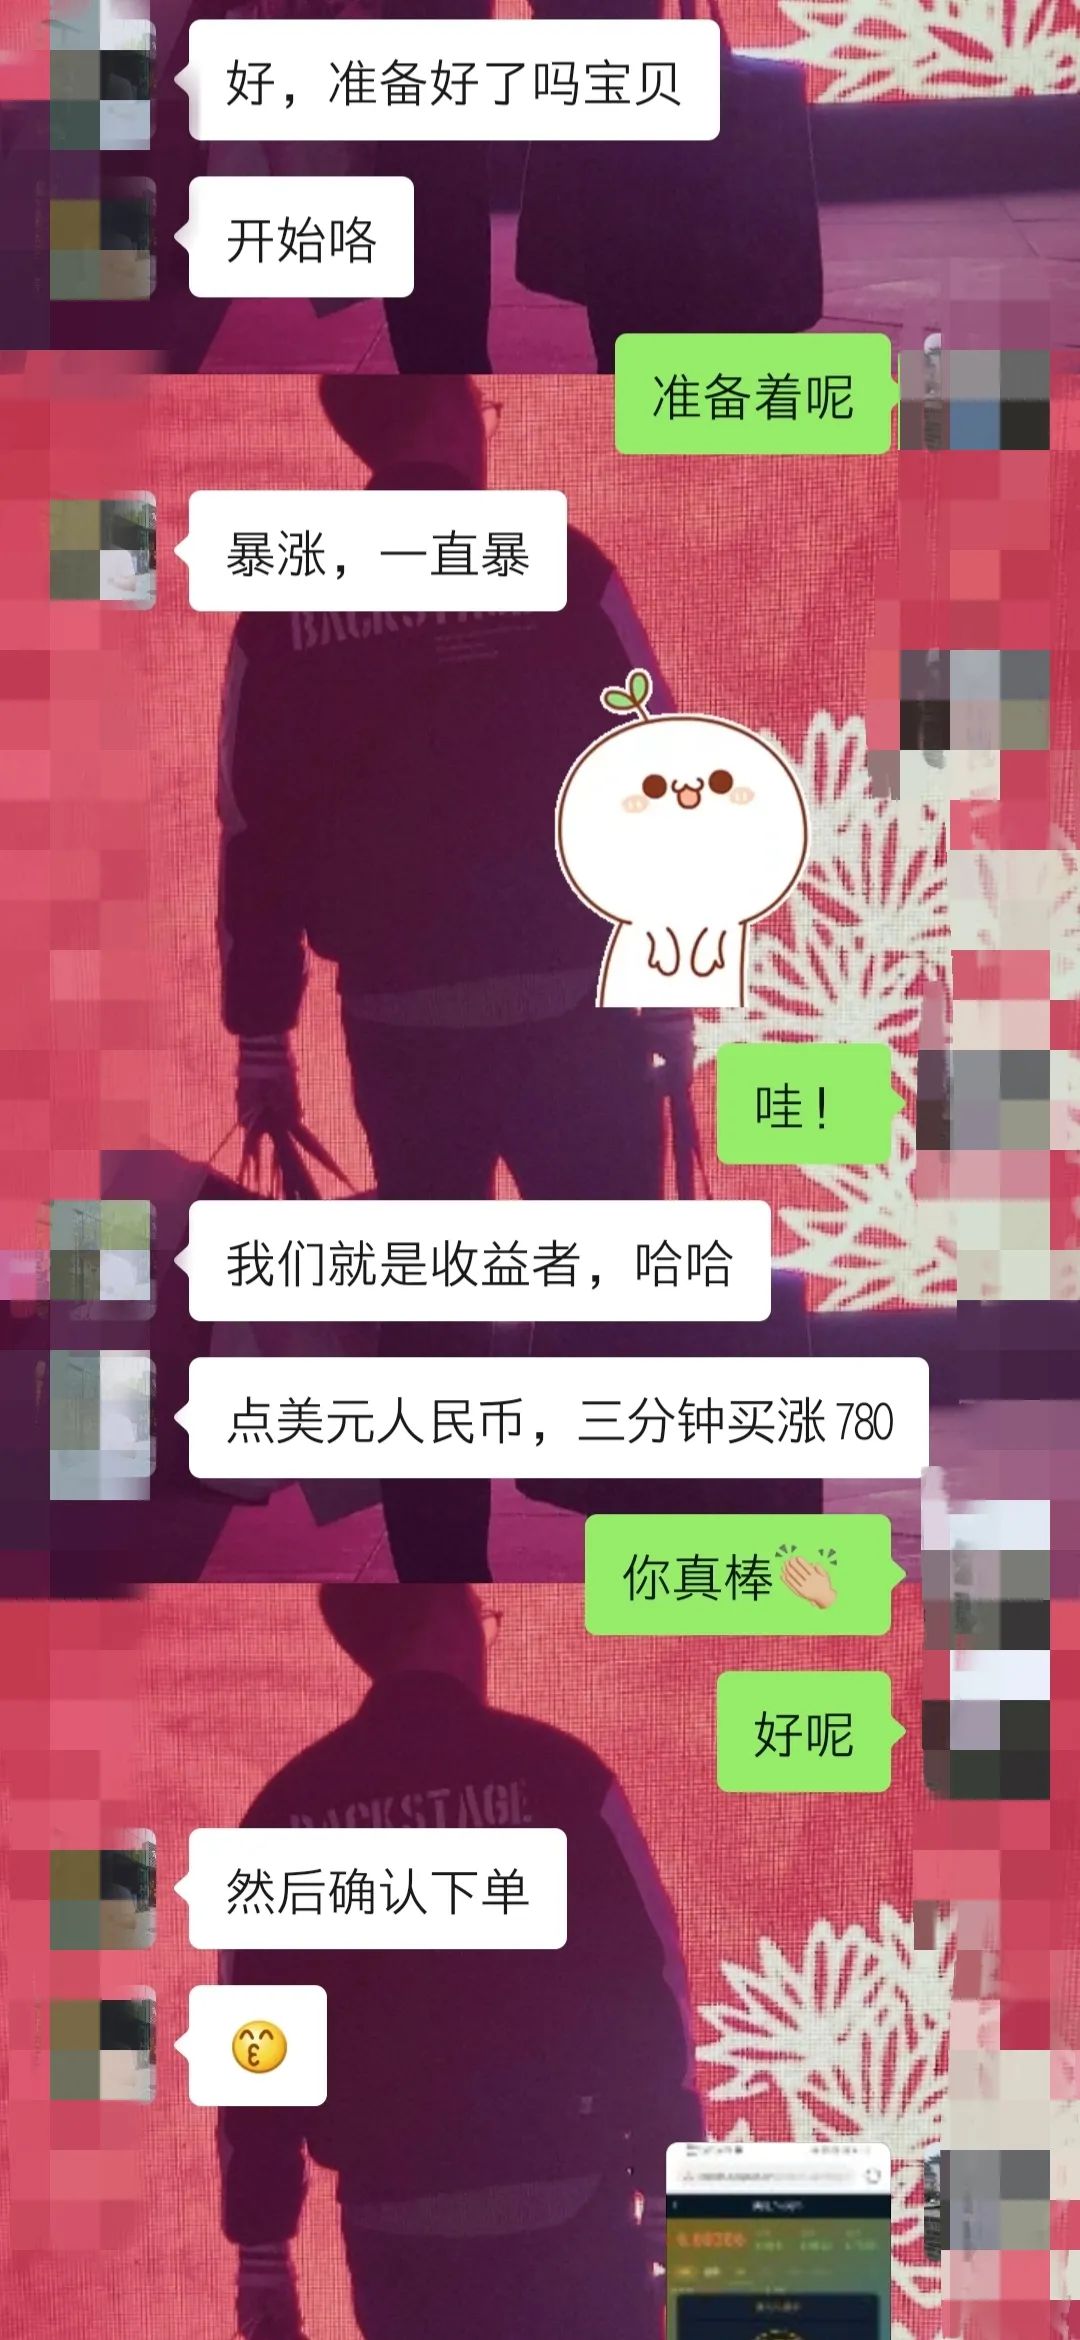 好，准备好了吗宝贝
开始咯
准备着呢
暴涨，一直暴
哇！
我们就是收益者，哈哈
点美元人民币，三分钟买涨780
你真棒👏
好呢
BACKSTAGE
然后确认下单
😙